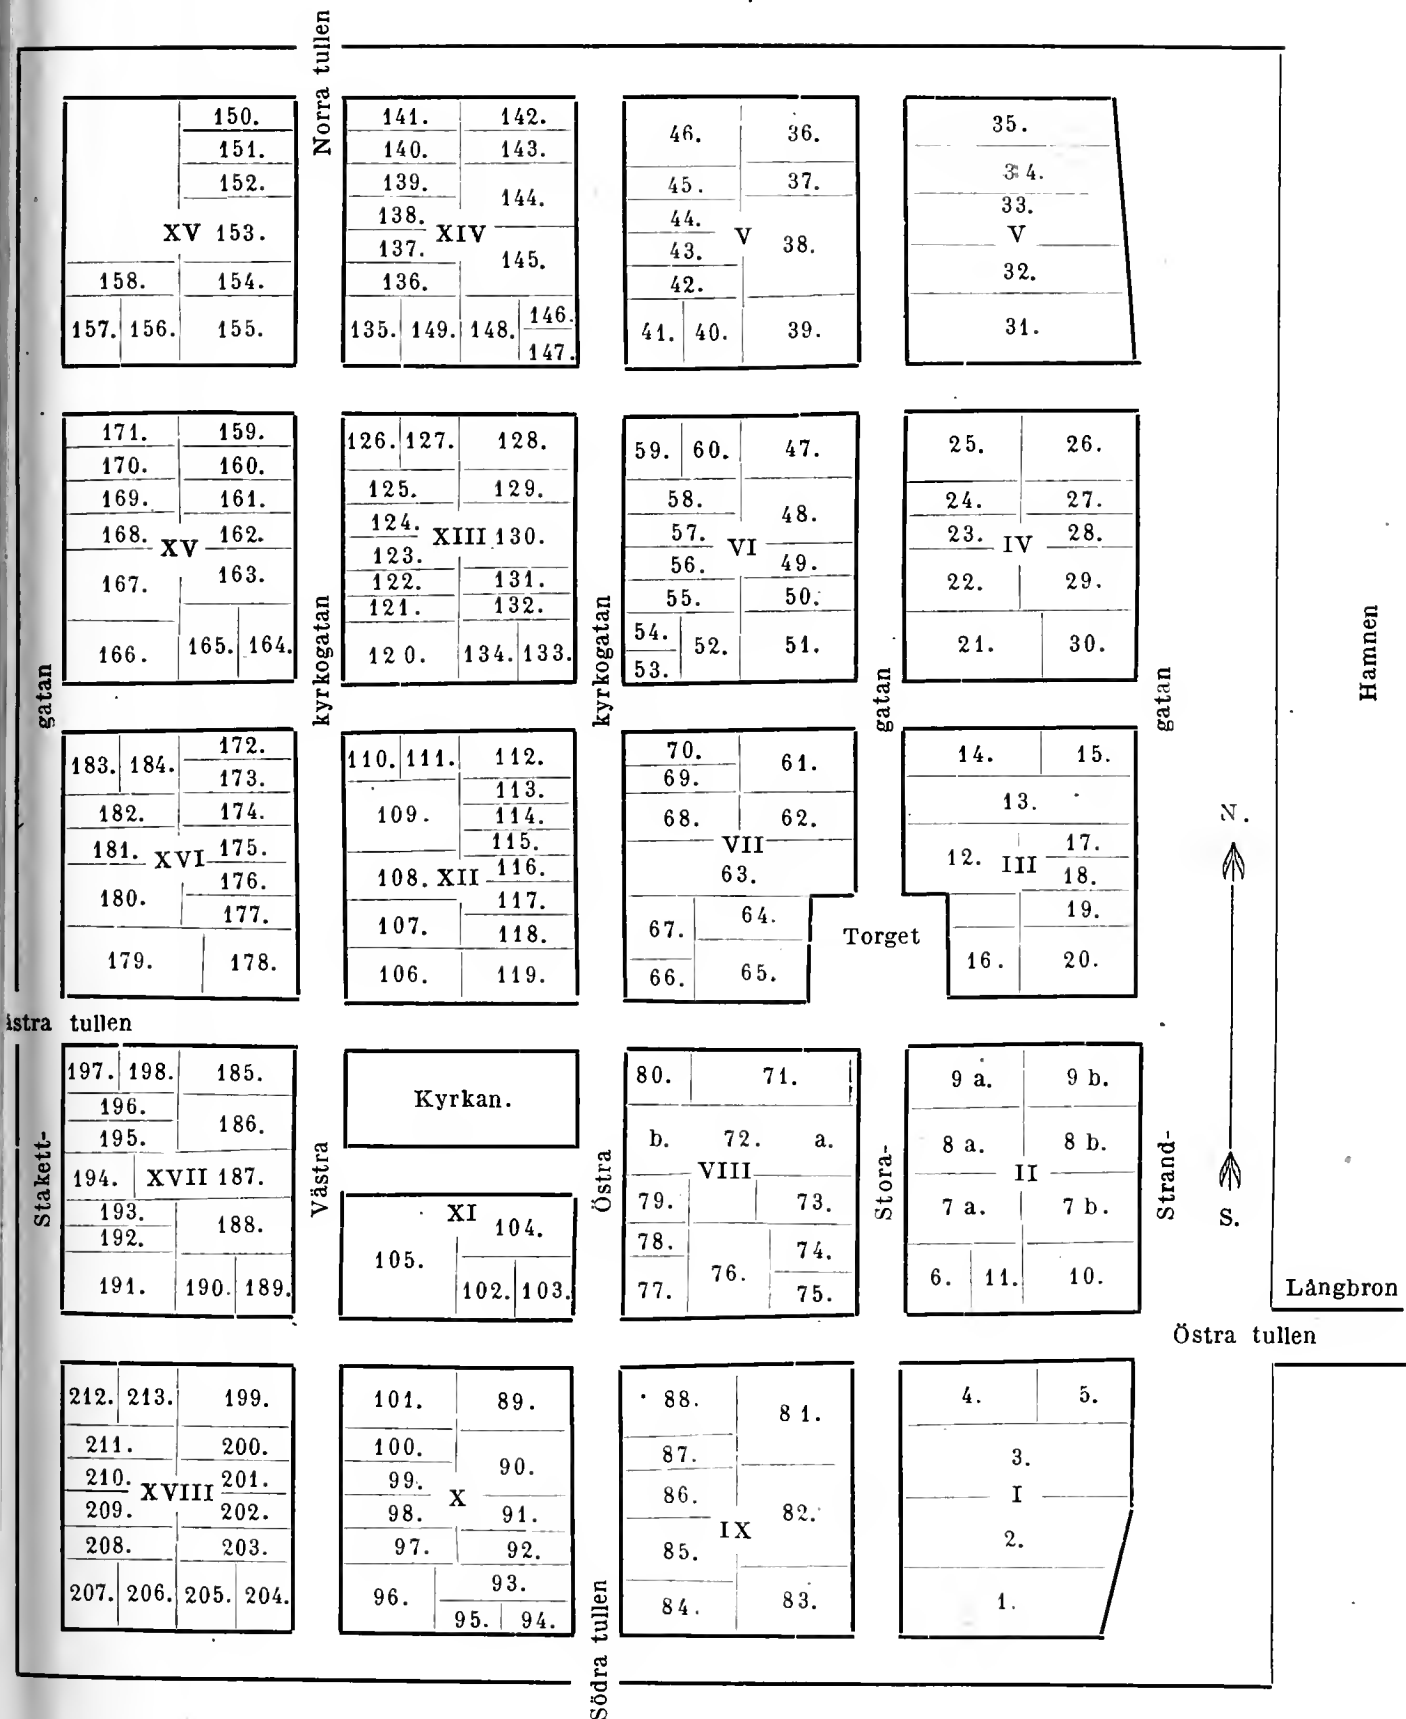 Norra tullen
150.
151.
152.
XV 153.
158. 154.
157. 156. 155.
141. 142.
140. 143.
139.
144.
138.
XIV
137.
145.
136.
135. 149. 148. 146.
147.
46. 36.
45. 37.
44.
V 38.
43.
42.
41. 40. 39.
35.
34.
33.
V
32.
31.
171. 159.
170. 160.
169. 161.
168. XV 162.
163.
167.
166. 165. 164.
126. 127. 128.
125. 129.
124.
XIII 130.
123.
122. 131.
121. 132.
120. 134. 133.
59. 60. 47.
58.
48.
57.
VI
56. 49.
55. 50.
54.
52. 51.
53.
25. 26.
24. 27.
23. IV 28.
22. 29.
21. 30.
gatan
kyrkogatan
kyrkogatan
gatan
gatan
Hamnen
183. 184. 172.
173.
182. 174.
181. XVI 175.
176.
180.
177.
179. 178.
110. 111. 112.
113.
109. 114.
115.
108. XII 116.
117.
107.
118.
106. 119.
70.
61.
69.
68. 62.
VII
63.
64.
67.
66. 65.
Torget
14. 15.
13.
17.
12. III
18.
19.
16. 20.
N.
S.
tullen
197. 198. 185.
196.
186.
195.
194. XVII 187.
193.
188.
192.
191. 190. 189.
Kyrkan.
XI
104.
105.
102. 103.
80. 71.
b. 72. a.
VIII
79. 73.
78.
74.
76.
77. 75.
9 a. 9 b.
8 a. 8 b.
II
7 a. 7 b.
6. 11. 10.
Stakett-
Västra
Östra
Stora-
Strand-
Långbron
Östra tullen
212. 213. 199.
211. 200.
210. 201.
XVIII
209. 202.
208. 203.
207. 206. 205. 204.
101. 89.
100.
90.
99.
X
98. 91.
97. 92.
93.
96.
95. 94.
88.
81.
87.
86.
82.
IX
85.
84. 83.
4. 5.
3.
I
2.
1.
Södra tullen